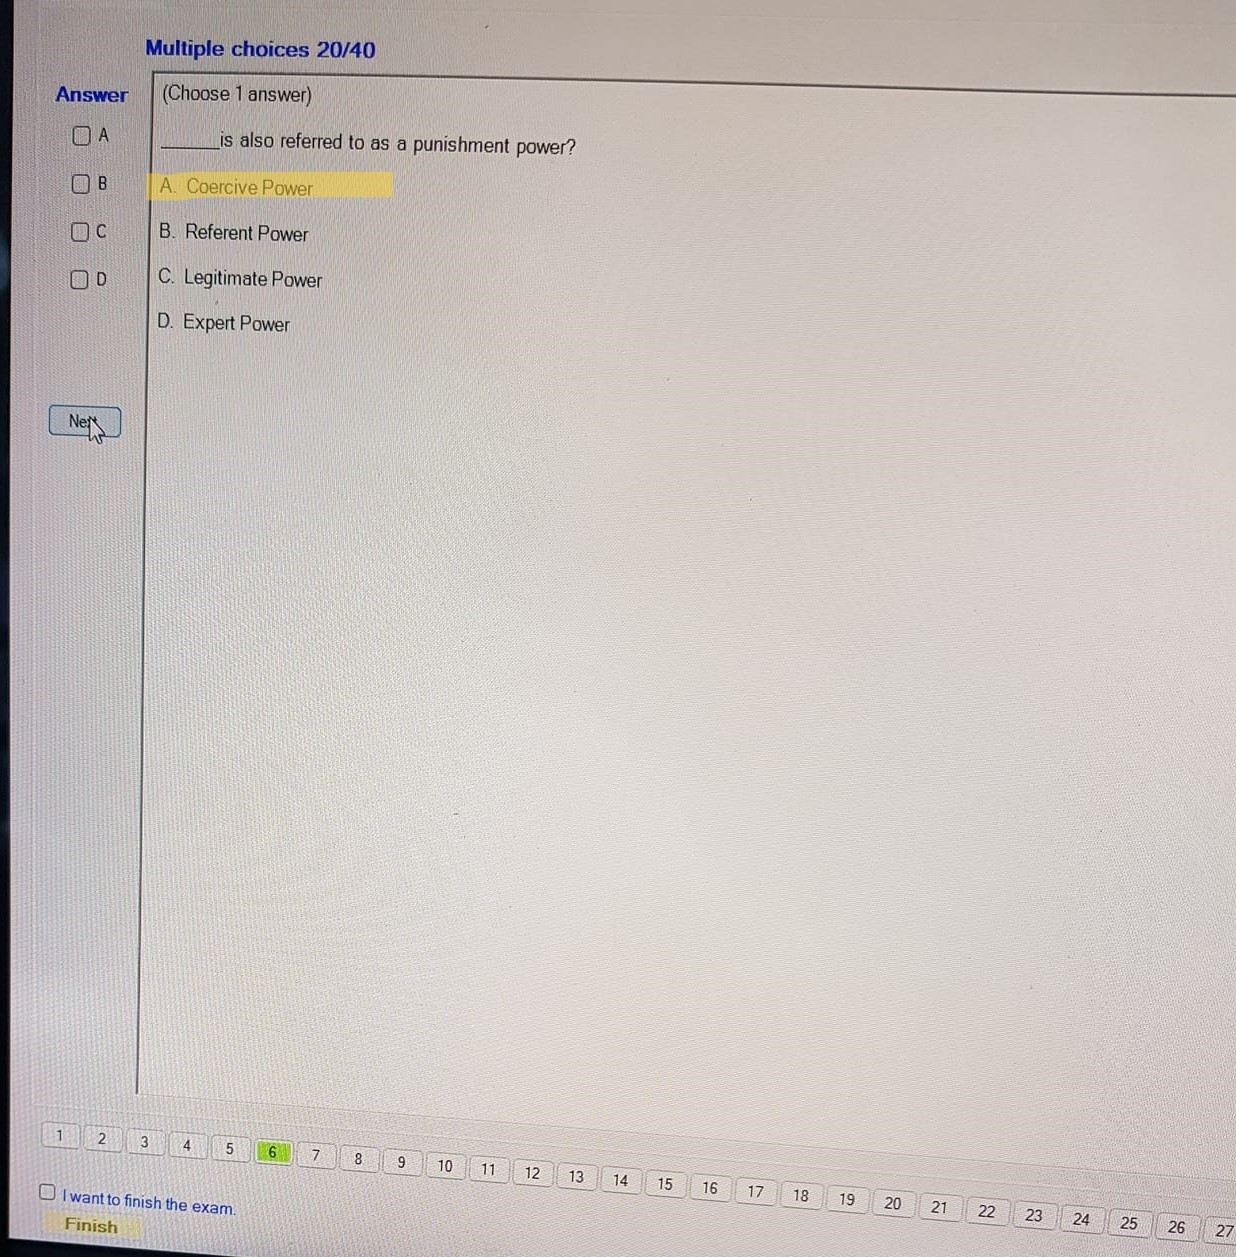 Multiple choices 20/40
Answer
(Choose 1 answer)
A
______is also referred to as a punishment power?
B
A. Coercive Power
C
B. Referent Power
D
C. Legitimate Power
D. Expert Power
Next
1 2 3 4 5 6 7 8 9 10 11 12 13 14 15 16 17 18 19 20 21 22 23 24 25 26 27
I want to finish the exam.
Finish